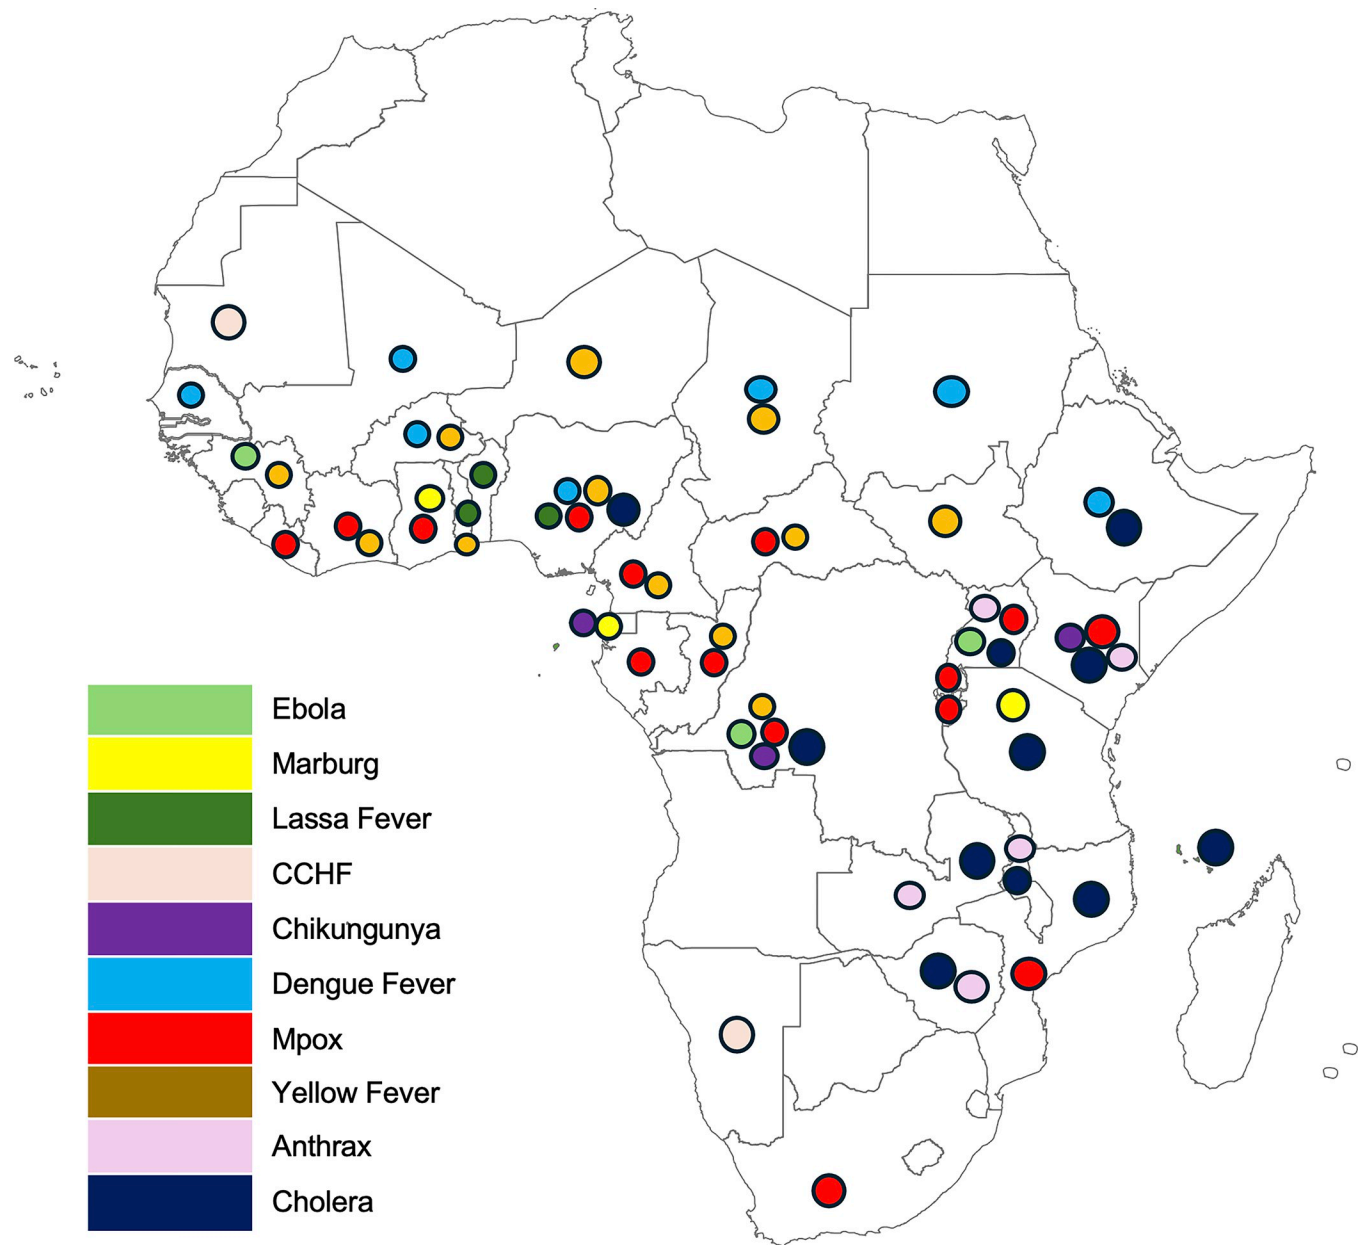 Ebola
Marburg
Lassa Fever
CCHF
Chikungunya
Dengue Fever
Mpox
Yellow Fever
Anthrax
Cholera